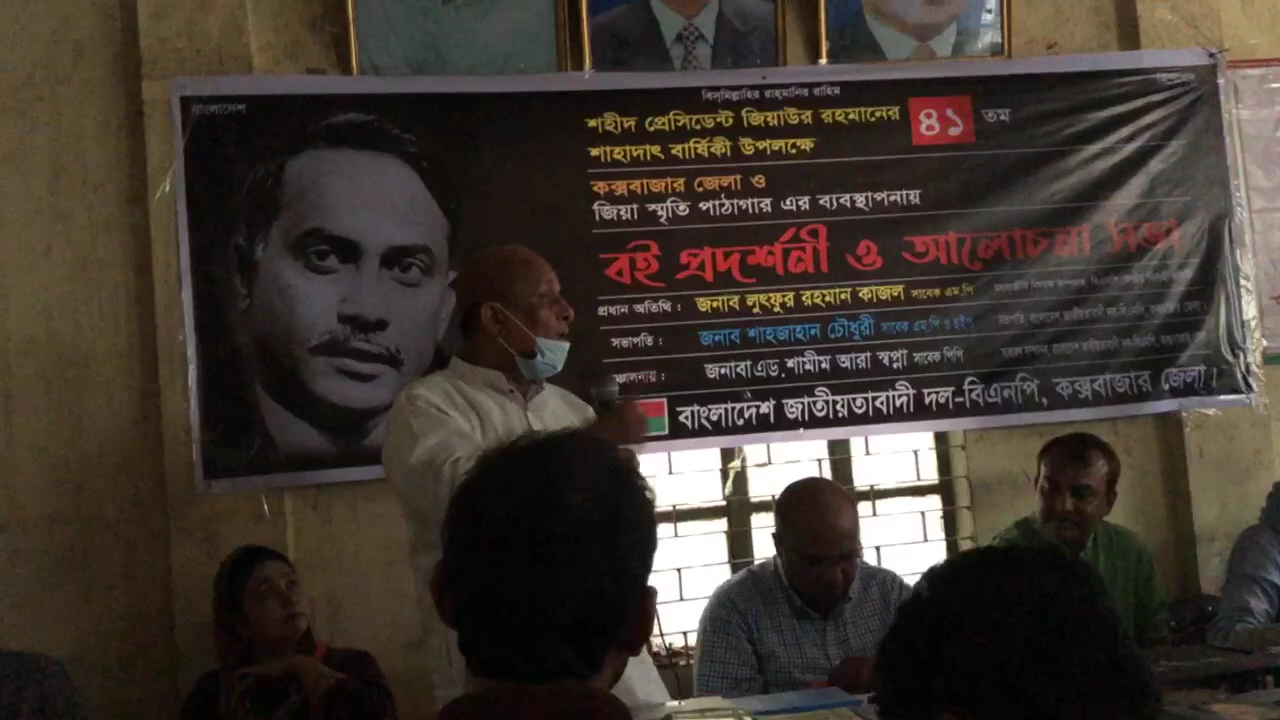 বাংলাদেশ
বিসমিল্লাহির রাহমানির রাহিম
শহীদ প্রেসিডেন্ট জিয়াউর রহমানের ৪১ তম
শাহাদাৎ বার্ষিকী উপলক্ষে
কক্সবাজার জেলা ও
জিয়া স্মৃতি পাঠাগার এর ব্যবস্থাপনায়
বই প্রদর্শনী ও আলোচনা সভা
প্রধান অতিথি : জনাব লুৎফুর রহমান কাজল সাবেক এম.পি
সভাপতি : জনাব শাহজাহান চৌধুরী সাবেক এম.পি ও হুইপ
জনাবা এড. শামীম আরা স্বপ্না সাবেক পিপি
বাংলাদেশ জাতীয়তাবাদী দল-বিএনপি, কক্সবাজার জেলা।